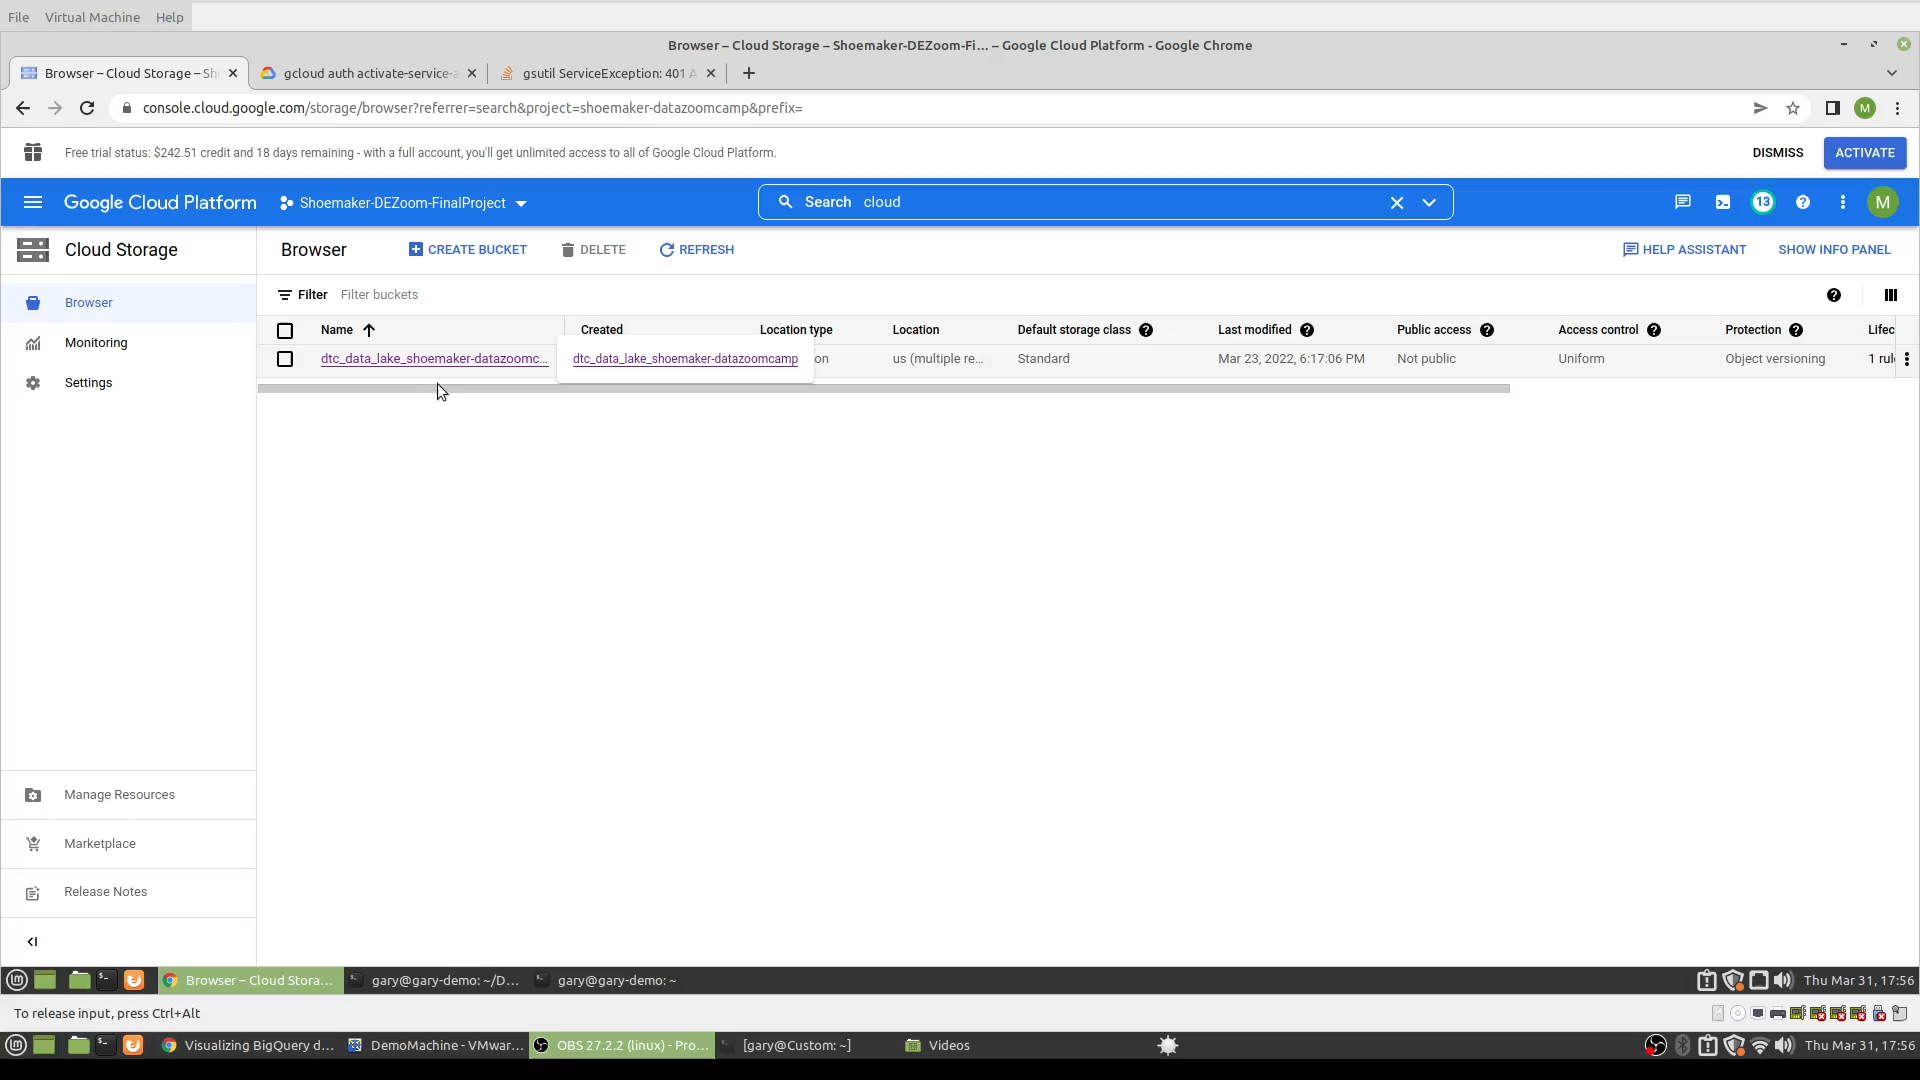 File Virtual Machine Help
Browser – Cloud Storage – Shoemaker-DEZoom-Fi... – Google Cloud Platform - Google Chrome
Browser – Cloud Storage – Sh
gcloud auth activate-service-a
gsutil ServiceException: 401 A
console.cloud.google.com/storage/browser?referrer=search&project=shoemaker-datazoomcamp&prefix=
M
Free trial status: $242.51 credit and 18 days remaining - with a full account, you'll get unlimited access to all of Google Cloud Platform.
DISMISS
ACTIVATE
Google Cloud Platform
Shoemaker-DEZoom-FinalProject
Search cloud
13
M
Cloud Storage
Browser
CREATE BUCKET
DELETE
REFRESH
HELP ASSISTANT
SHOW INFO PANEL
Browser
Monitoring
Settings
Filter Filter buckets
Name Created Location type Location Default storage class Last modified Public access Access control Protection Lifec
dtc_data_lake_shoemaker-datazoomc... dtc_data_lake_shoemaker-datazoomcamp on us (multiple re... Standard Mar 23, 2022, 6:17:06 PM Not public Uniform Object versioning 1 rul
Manage Resources
Marketplace
Release Notes
Browser – Cloud Stora...
gary@gary-demo: ~/D...
gary@gary-demo: ~
Thu Mar 31, 17:56
To release input, press Ctrl+Alt
Visualizing BigQuery d...
DemoMachine - VMwar...
OBS 27.2.2 (linux) - Pro...
[gary@Custom: ~]
Videos
Thu Mar 31, 17:56